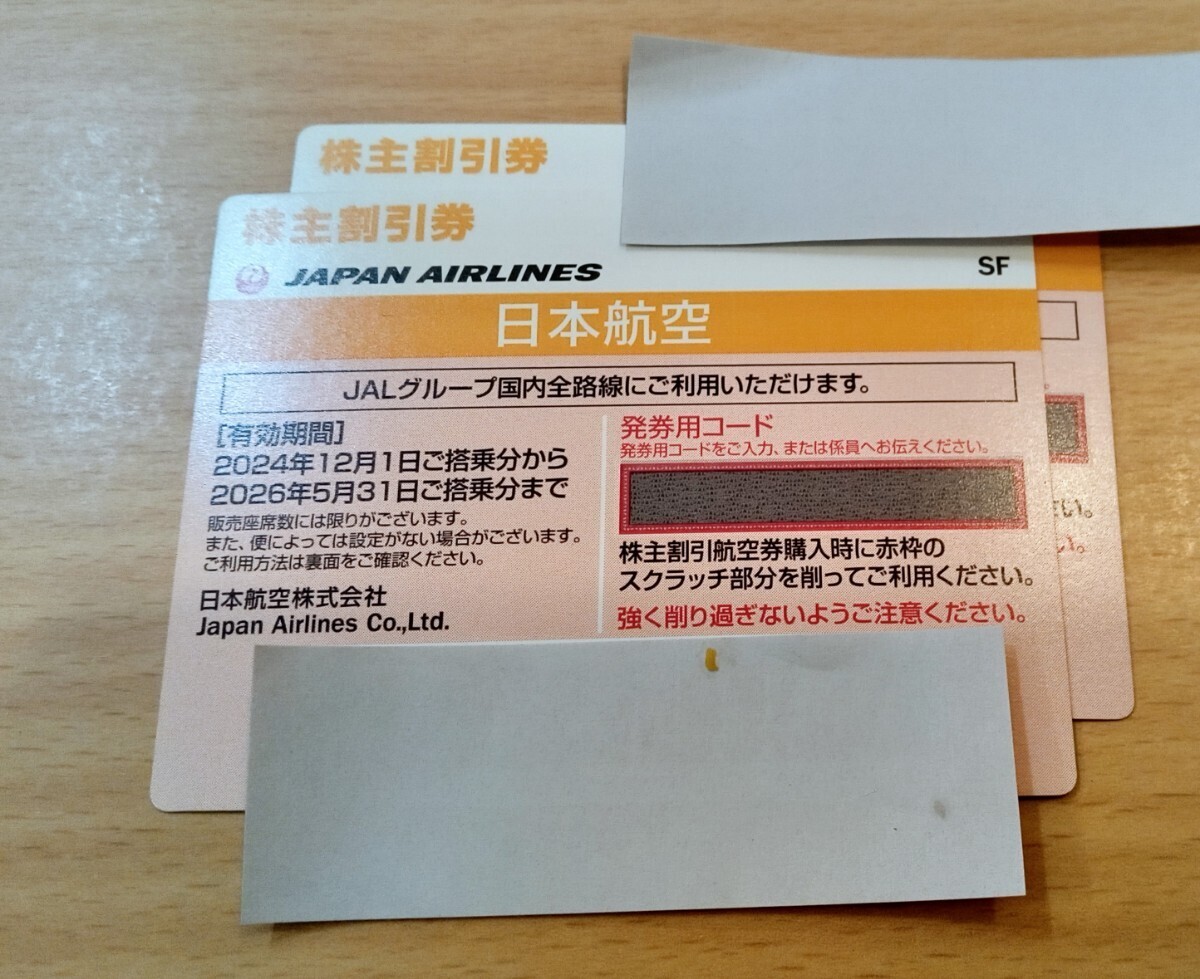 株主割引券
株主割引券
JAPAN AIRLINES
SF
日本航空
JALグループ国内全路線にご利用いただけます。
[有効期間]
2024年12月1日ご搭乗分から
2026年5月31日ご搭乗分まで
販売座席数には限りがございます。
また、便によっては設定がない場合がございます。
ご利用方法は裏面をご確認ください。
日本航空株式会社
Japan Airlines Co.,Ltd.
発券用コード
発券用コードをご入力、または係員へお伝えください。
株主割引航空券購入時に赤枠の
スクラッチ部分を削ってご利用ください。
強く削り過ぎないようご注意ください。
さい。
い。